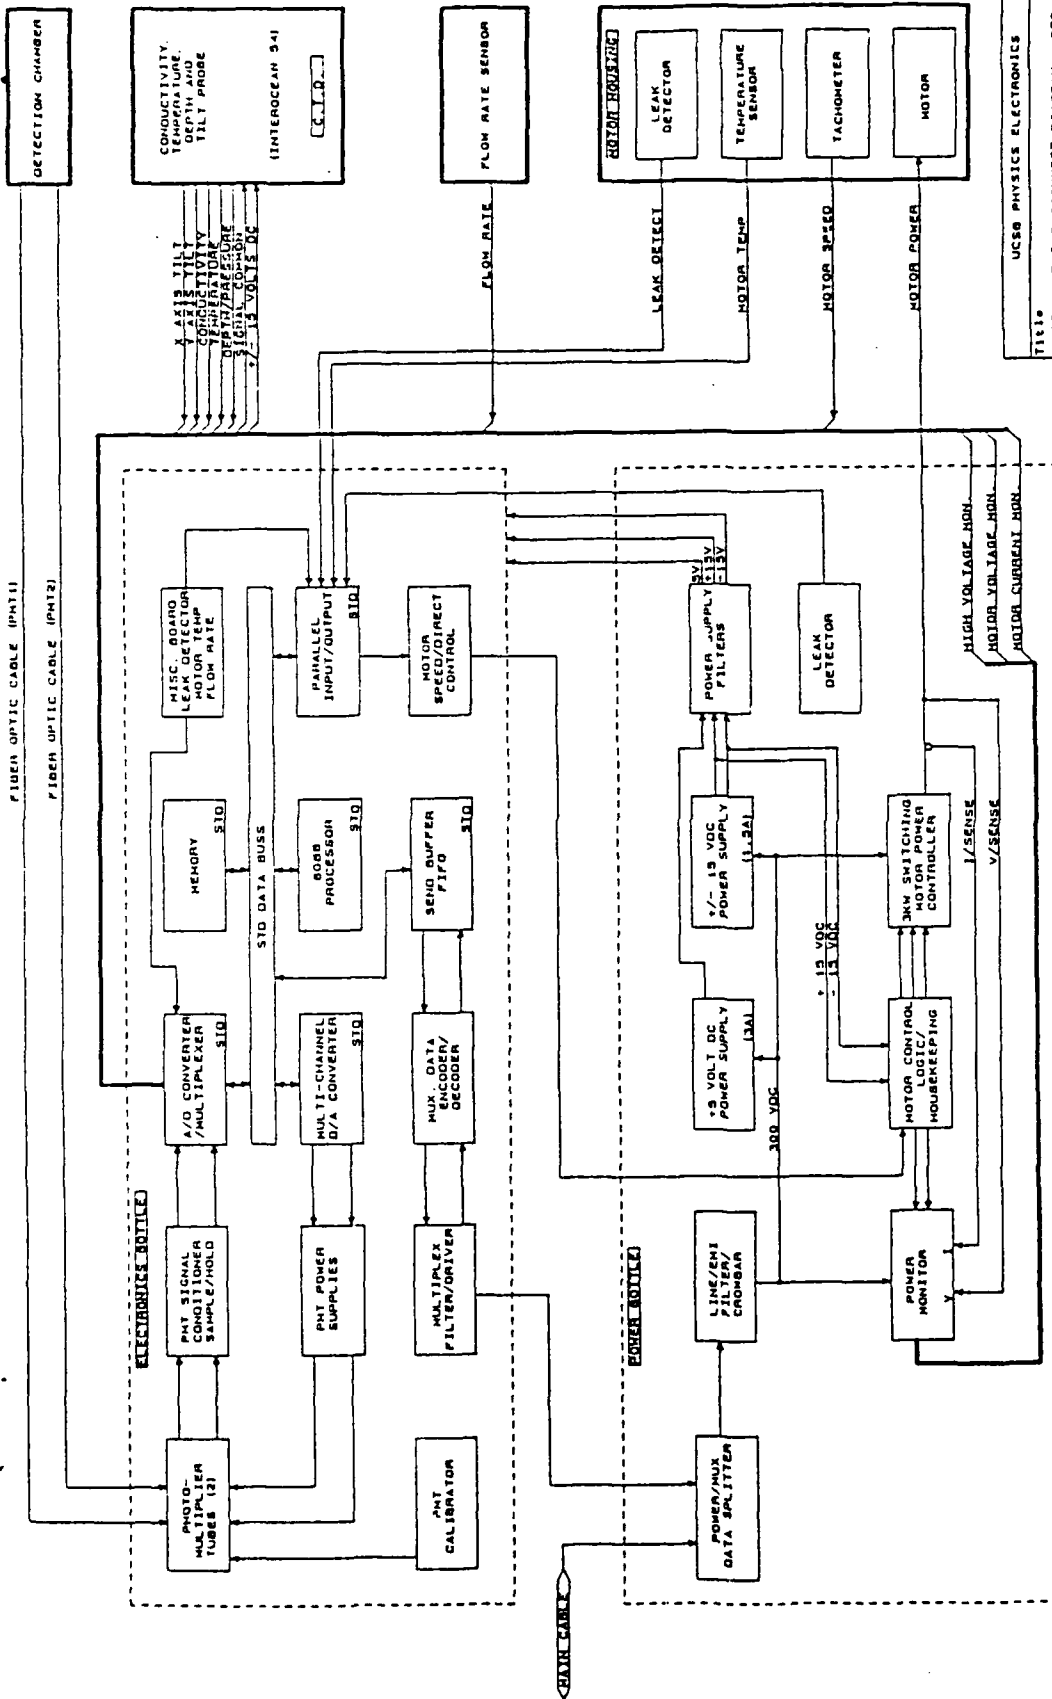 FIBER OPTIC CABLE (PMT1)
FIBER OPTIC CABLE (PMT2)
DETECTION CHAMBER
CONDUCTIVITY,
TEMPERATURE,
DEPTH AND
TILT PROBE
(INTEROCEAN 541
C.T.D.
FLOW RATE SENSOR
MOTOR HOUSING
LEAK
DETECTOR
TEMPERATURE
SENSOR
TACHOMETER
MOTOR
X AXIS TILT
Y AXIS TILT
CONDUCTIVITY
TEMPERATURE
DEPTH/PRESSURE
SIGNAL COMMON
+/- 15 VOLTS DC
FLOW RATE
LEAK DETECT
MOTOR TEMP
MOTOR SPEED
MOTOR POWER
UCSB PHYSICS ELECTRONICS
Title
ELECTRONICS BOTTLE
PHOTO-
MULTIPLIER
TUBES (2)
PMT SIGNAL
CONDITIONER
SAMPLE/HOLD
A/D CONVERTER
/MULTIPLEXER
STD
MEMORY
STD
MISC. BOARD
LEAK DETECTOR
MOTOR TEMP
FLOW RATE
STD DATA BUSS
PMT POWER
SUPPLIES
MULTI-CHANNEL
D/A CONVERTER
STD
8088
PROCESSOR
STD
PARALLEL
INPUT/OUTPUT
STD
PMT
CALIBRATOR
MULTIPLEX
FILTER/DRIVER
MUX. DATA
ENCODER/
DECODER
SEND BUFFER
FIFO
STD
MOTOR
SPEED/DIRECT
CONTROL
MAIN CABLE
POWER BOTTLE
POWER/MUX
DATA SPLITTER
LINE/EMI
FILTER/
CROWBAR
300 VDC
+5 VOLT DC
POWER SUPPLY
(3A)
+/- 15 VDC
POWER SUPPLY
(1.5A)
POWER SUPPLY
FILTERS
5V
+15V
-15V
LEAK
DETECTOR
+ 15 VDC
- 15 VDC
POWER
MONITOR
V
I
MOTOR CONTROL
LOGIC/
HOUSEKEEPING
3KW SWITCHING
MOTOR POWER
CONTROLLER
I/SENSE
V/SENSE
HIGH VOLTAGE MON.
MOTOR VOLTAGE MON.
MOTOR CURRENT MON.